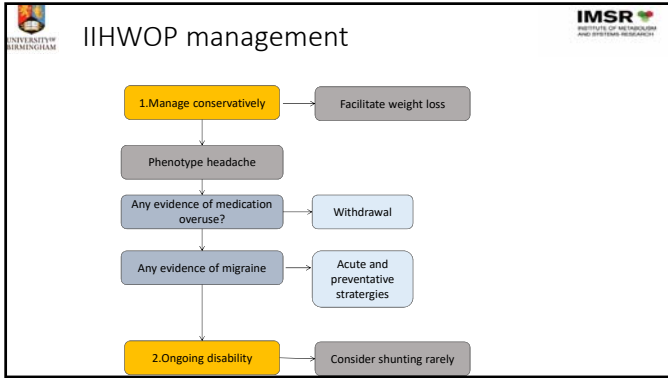 UNIVERSITY OF
BIRMINGHAM
IIHWOP management
IMSR
INSTITUTE OF METABOLISM
AND SYSTEMS RESEARCH
1.Manage conservatively
Facilitate weight loss
Phenotype headache
Any evidence of medication
overuse?
Withdrawal
Any evidence of migraine
Acute and
preventative
stratergies
2.Ongoing disability
Consider shunting rarely